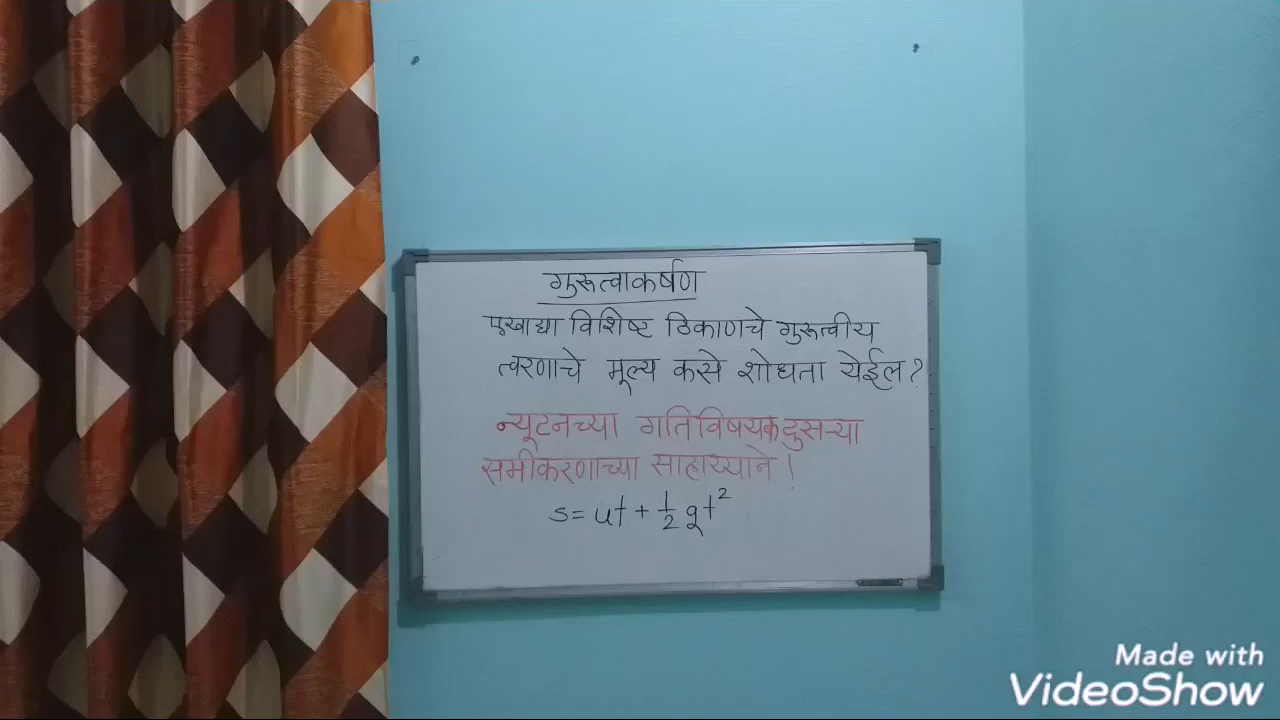 गुरुत्वाकर्षण
एखाद्या विशिष्ट ठिकाणचे गुरुत्वीय
त्वरणाचे मूल्य कसे शोधता येईल?
न्यूटनच्या गतिविषयक दुसऱ्या
समीकरणाच्या साहाय्याने!
s = ut + 1/2 gt²
Made with
VideoShow